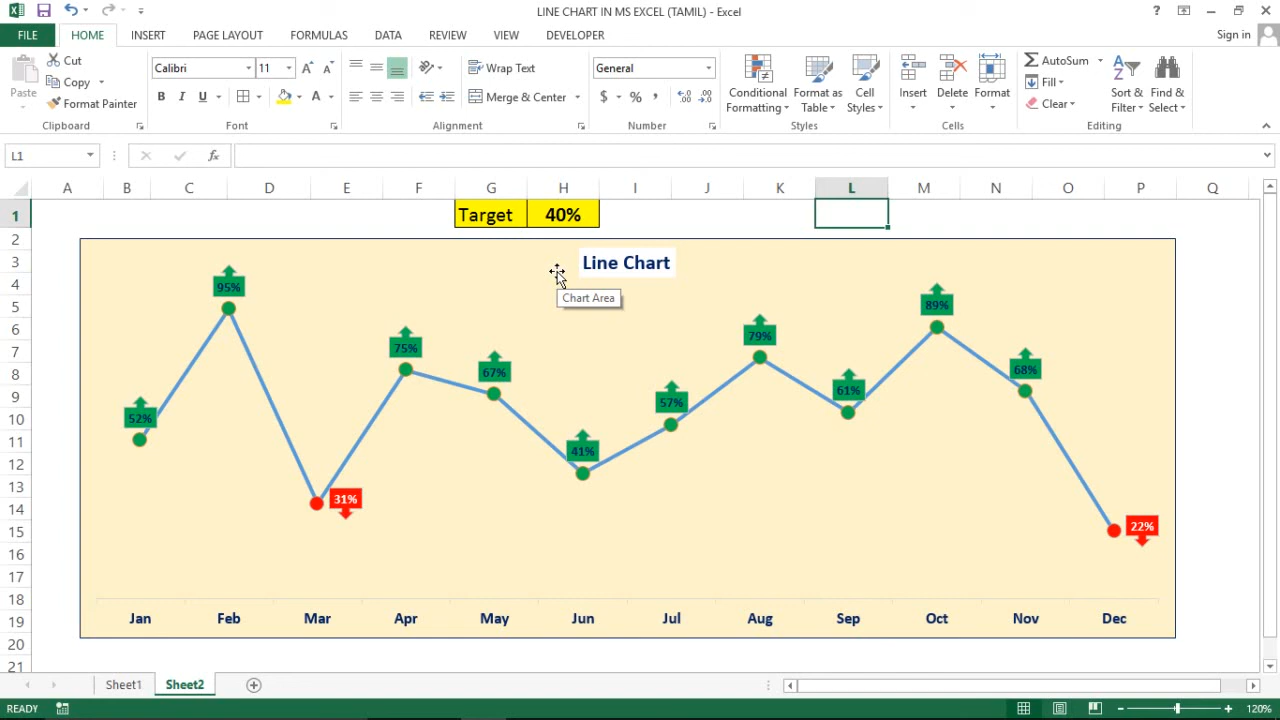 LINE CHART IN MS EXCEL (TAMIL) - Excel
?
FILE HOME INSERT PAGE LAYOUT FORMULAS DATA REVIEW VIEW DEVELOPER Sign in
Paste
Cut
Copy
Format Painter
Clipboard
Calibri 11
B I U
Font
Wrap Text
Merge & Center
Alignment
General
$ % ,
Number
Conditional Formatting
Format as Table
Cell Styles
Styles
Insert Delete Format
Cells
AutoSum
Fill
Clear
Sort & Filter
Find & Select
Editing
L1
fx
A B C D E F G H I J K L M N O P Q
1
2
3
4
5
6
7
8
9
10
11
12
13
14
15
16
17
18
19
20
21
Target 40%
Line Chart
Chart Area
52% 95% 31% 75% 67% 41% 57% 79% 61% 89% 68% 22%
Jan Feb Mar Apr May Jun Jul Aug Sep Oct Nov Dec
Sheet1 Sheet2
READY
120%